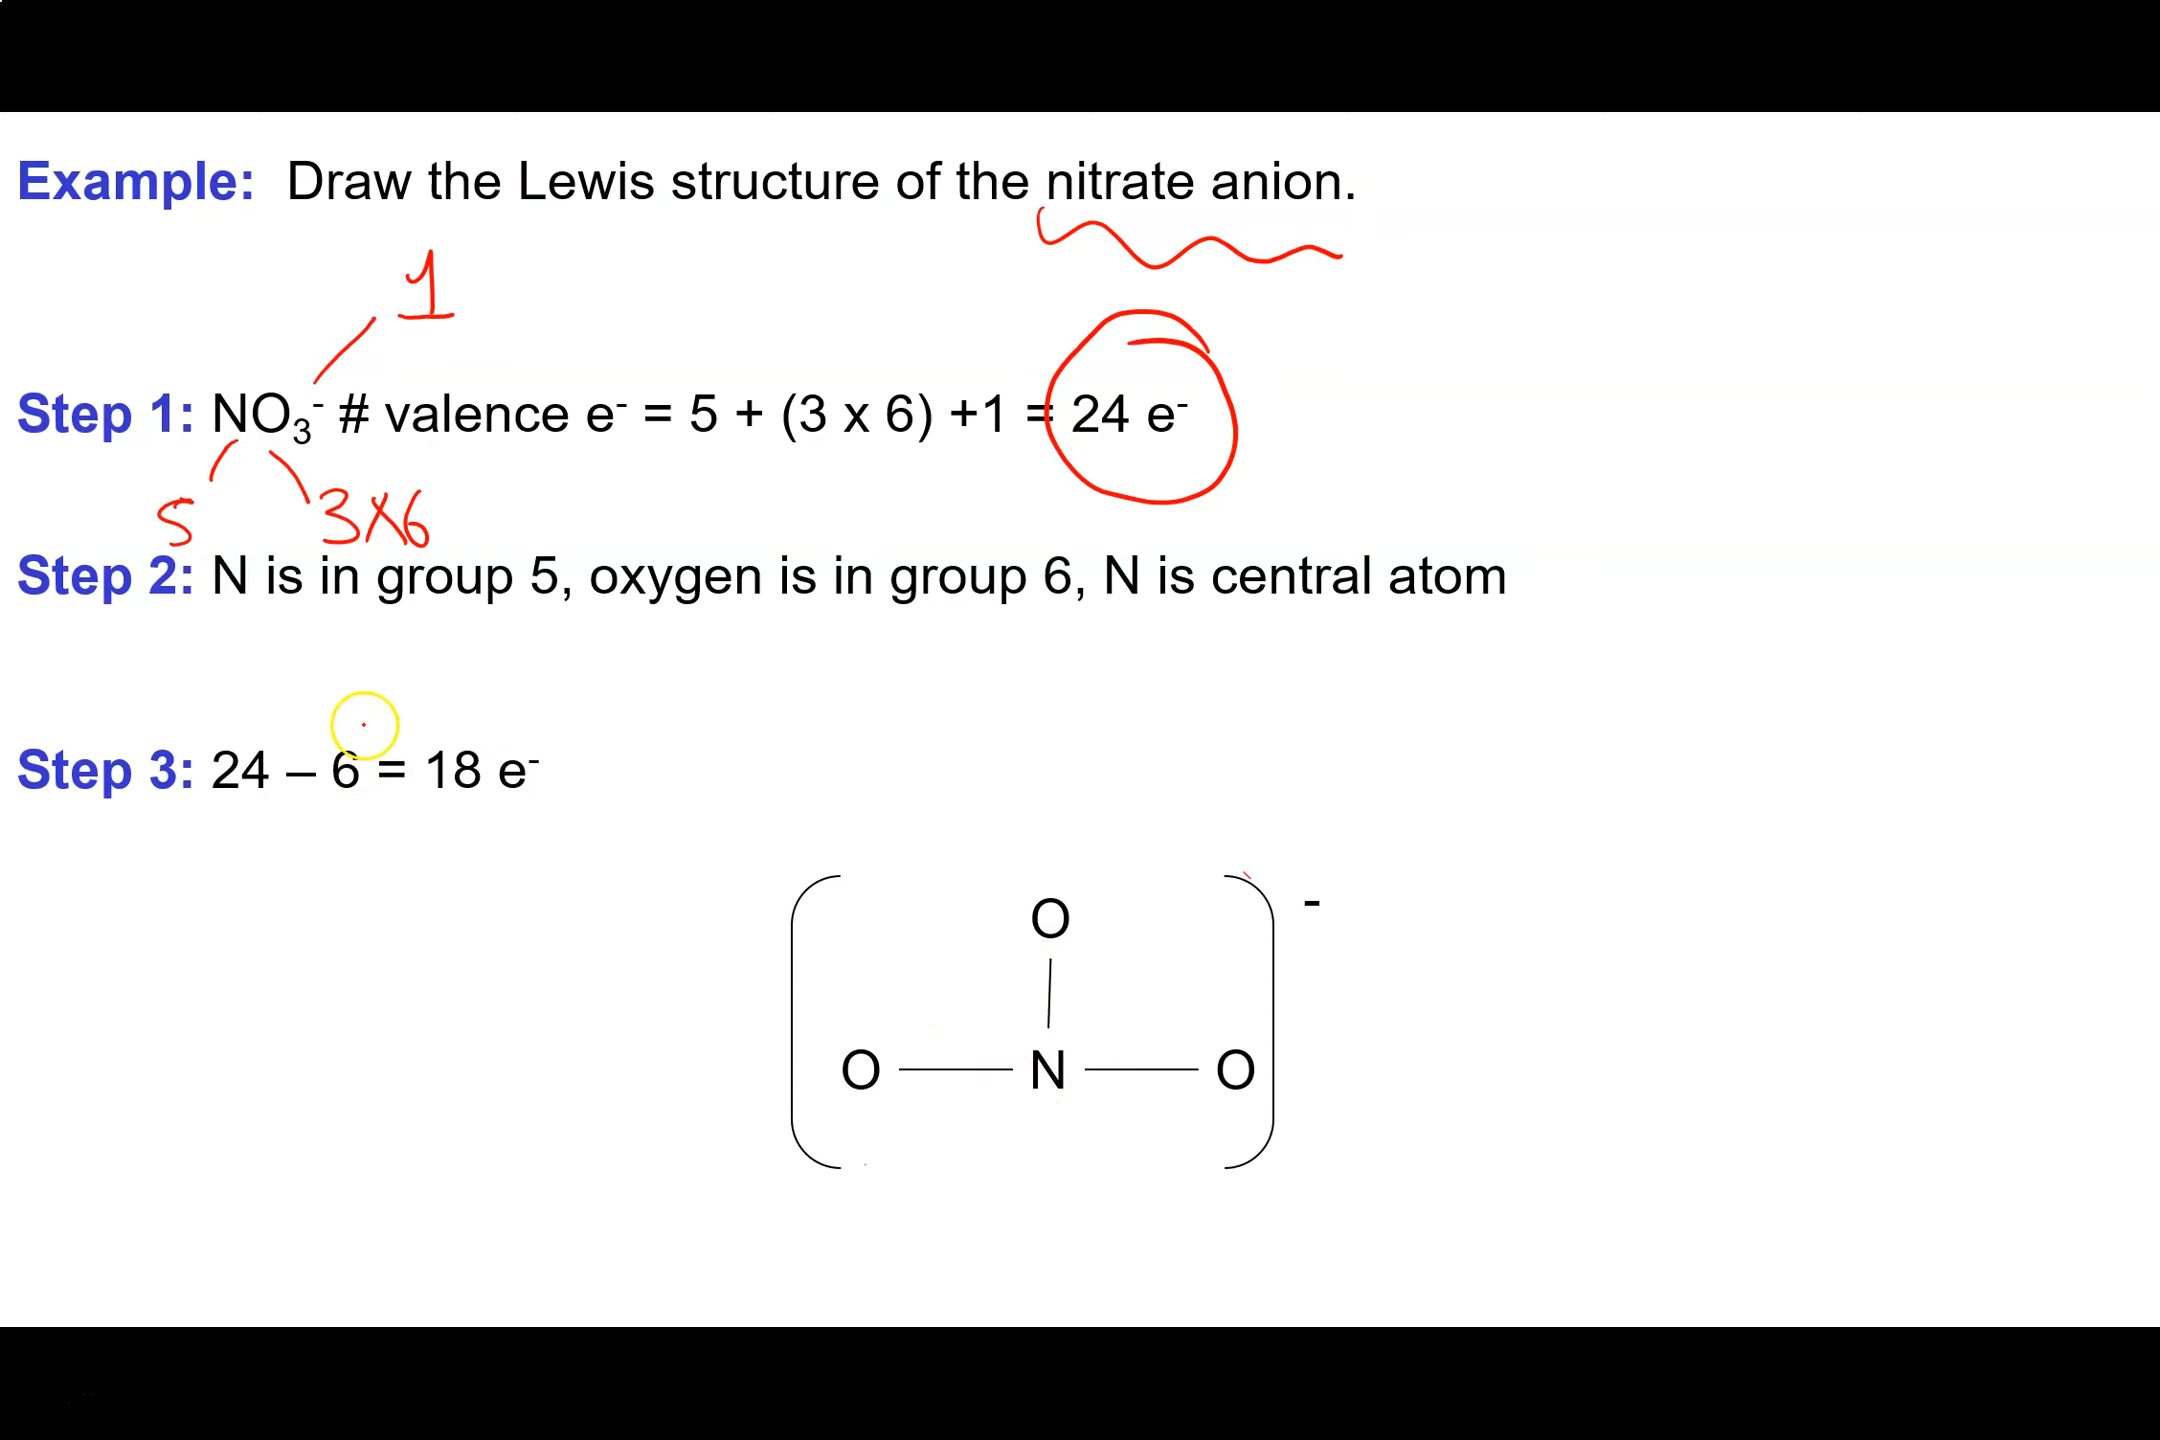 Example: Draw the Lewis structure of the nitrate anion.
1
Step 1: NO₃⁻ # valence e⁻ = 5 + (3 x 6) +1 = 24 e⁻
5 3x6
Step 2: N is in group 5, oxygen is in group 6, N is central atom
Step 3: 24 – 6 = 18 e⁻
-
O
O N O